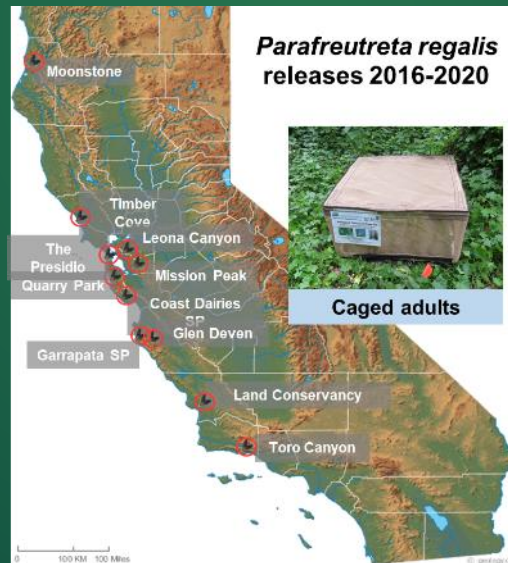 Parafreutreta regalis
releases 2016-2020
Moonstone
Timber
Cove
Leona Canyon
The
Presidio
Mission Peak
Quarry Park
Coast Dairies
SP
Glen Deven
Garrapata SP
Land Conservancy
Toro Canyon
Caged adults
0 100 KM 100 Miles